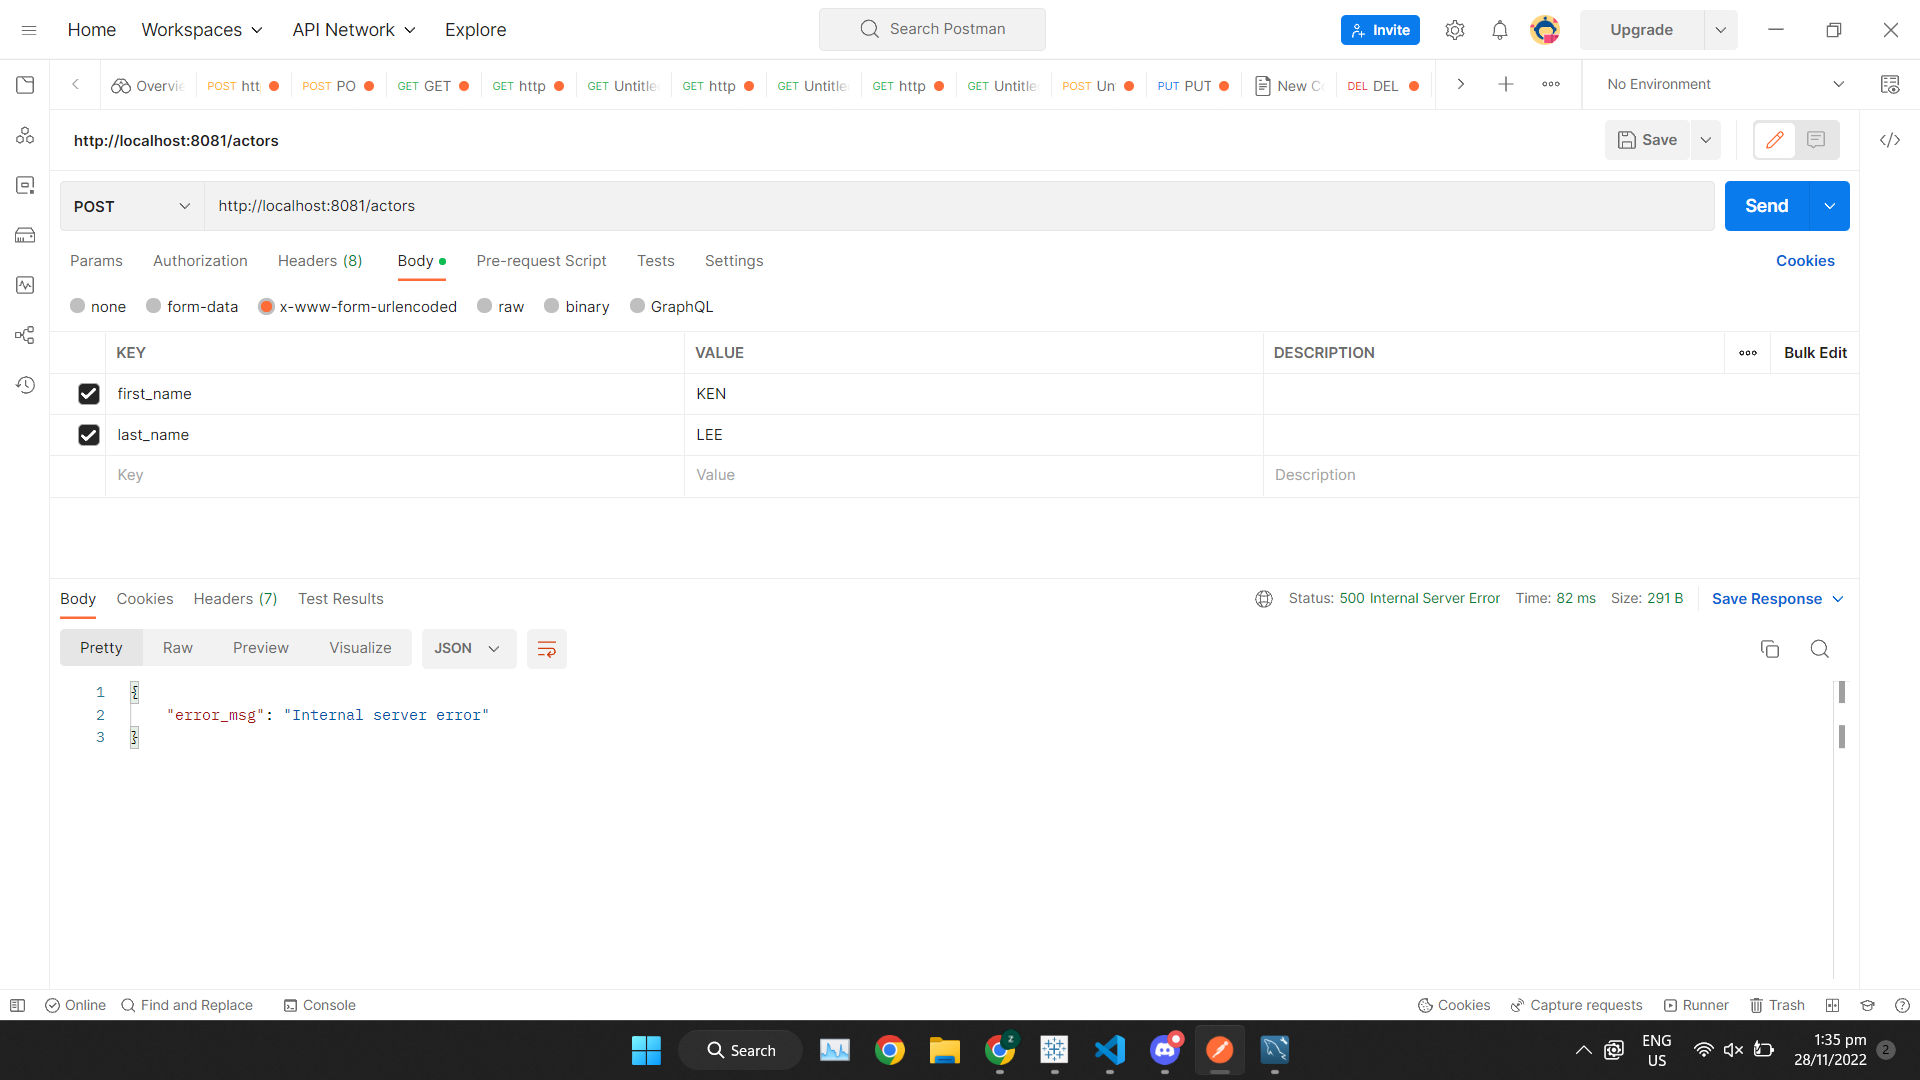 Home Workspaces API Network Explore Search Postman Invite Upgrade
Overvie POST htt POST PO GET GET GET http GET Untitle GET http GET Untitle GET http GET Untitle POST Un PUT PUT New Co DEL DEL No Environment
http://localhost:8081/actors Save
POST http://localhost:8081/actors Send
Params Authorization Headers (8) Body Pre-request Script Tests Settings Cookies
none form-data x-www-form-urlencoded raw binary GraphQL
KEY VALUE DESCRIPTION Bulk Edit
first_name KEN
last_name LEE
Key Value Description
Body Cookies Headers (7) Test Results Status: 500 Internal Server Error Time: 82 ms Size: 291 B Save Response
Pretty Raw Preview Visualize JSON
1 {
2 "error_msg": "Internal server error"
3 }
Online Find and Replace Console Cookies Capture requests Runner Trash
Search z ENG US 1:35 pm 28/11/2022 2